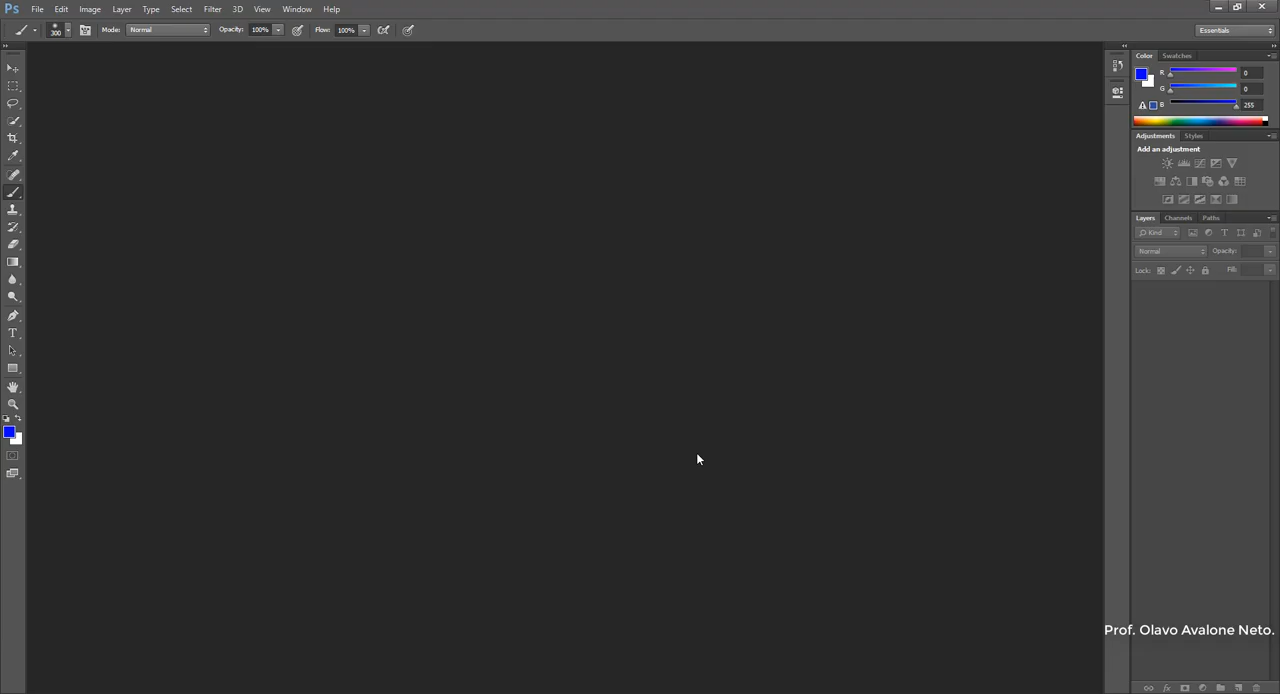 Ps File Edit Image Layer Type Select Filter 3D View Window Help
300 Mode: Normal Opacity: 100% Flow: 100% Essentials
Color Swatches
R 0
G 0
B 255
Adjustments Styles
Add an adjustment
Layers Channels Paths
Kind T
Normal Opacity:
Lock: Fill:
T
Prof. Olavo Avalone Neto.
fx